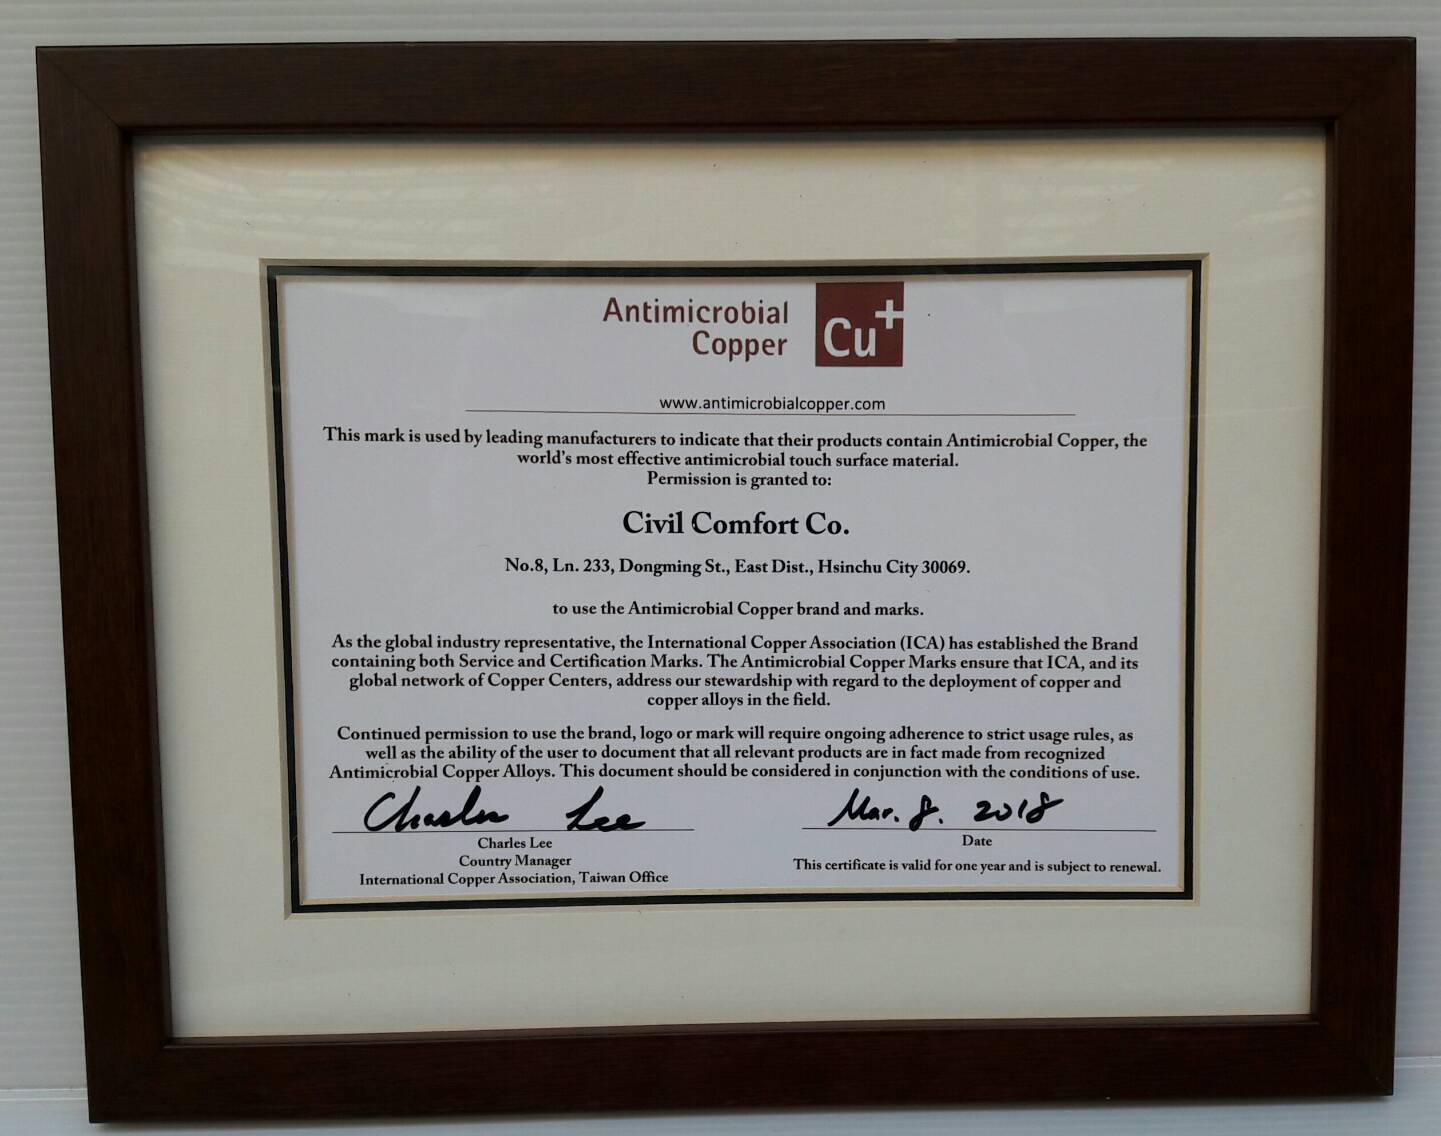 Antimicrobial
Copper
Cu+
www.antimicrobialcopper.com
This mark is used by leading manufacturers to indicate that their products contain Antimicrobial Copper, the
world's most effective antimicrobial touch surface material.
Permission is granted to:
Civil Comfort Co.
No.8, Ln. 233, Dongming St., East Dist., Hsinchu City 30069.
to use the Antimicrobial Copper brand and marks.
As the global industry representative, the International Copper Association (ICA) has established the Brand
containing both Service and Certification Marks. The Antimicrobial Copper Marks ensure that ICA, and its
global network of Copper Centers, address our stewardship with regard to the deployment of copper and
copper alloys in the field.
Continued permission to use the brand, logo or mark will require ongoing adherence to strict usage rules, as
well as the ability of the user to document that all relevant products are in fact made from recognized
Antimicrobial Copper Alloys. This document should be considered in conjunction with the conditions of use.
Charles Lee
Charles Lee
Country Manager
International Copper Association, Taiwan Office
Mar. 8. 2018
Date
This certificate is valid for one year and is subject to renewal.